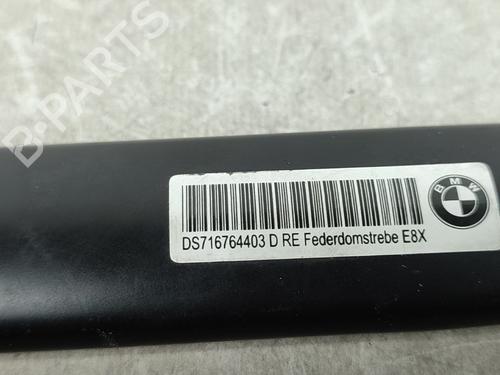 B-PARTS
BMW
DS716764403 D RE Federdomstrebe E8X